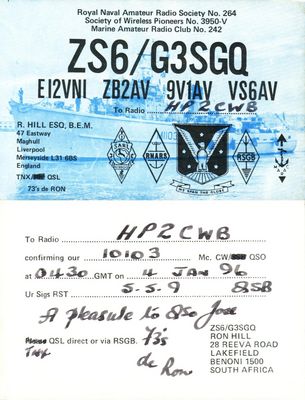 Royal Naval Amateur Radio Society No. 264
Society of Wireless Pioneers No. 3950-V
Marine Amateur Radio Club No. 242
ZS6/G3SGQ
EI2VNI ZB2AV 9V1AV VS6AV
To Radio HP2CWB
R. HILL ESQ, B.E.M.
47 Eastway
Maghull
Liverpool
Merseyside L31 6BS
England
TNX/ QSL
73's de RON
RNARS
RSGB
To Radio HP2CWB
confirming our 10103 Mc. CW/ QSO
at 0430 GMT on 4 JAN 96
Ur Sigs RST 5.5.9 8SB
A pleasure to QSO Jose
QSL direct or via RSGB. 73's
Tnx de Ron
ZS6/G3SGQ
RON HILL
28 REEVA ROAD
LAKEFIELD
BENONI 1500
SOUTH AFRICA